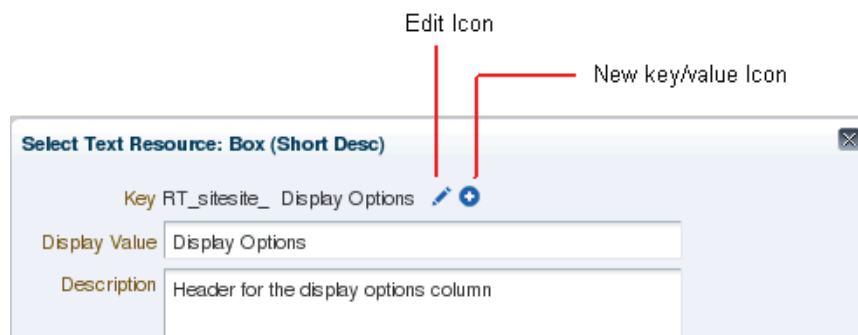 Edit Icon
New key/value Icon
Select Text Resource: Box (Short Desc)
Key RT_sitesite_ Display Options
Display Value Display Options
Description Header for the display options column